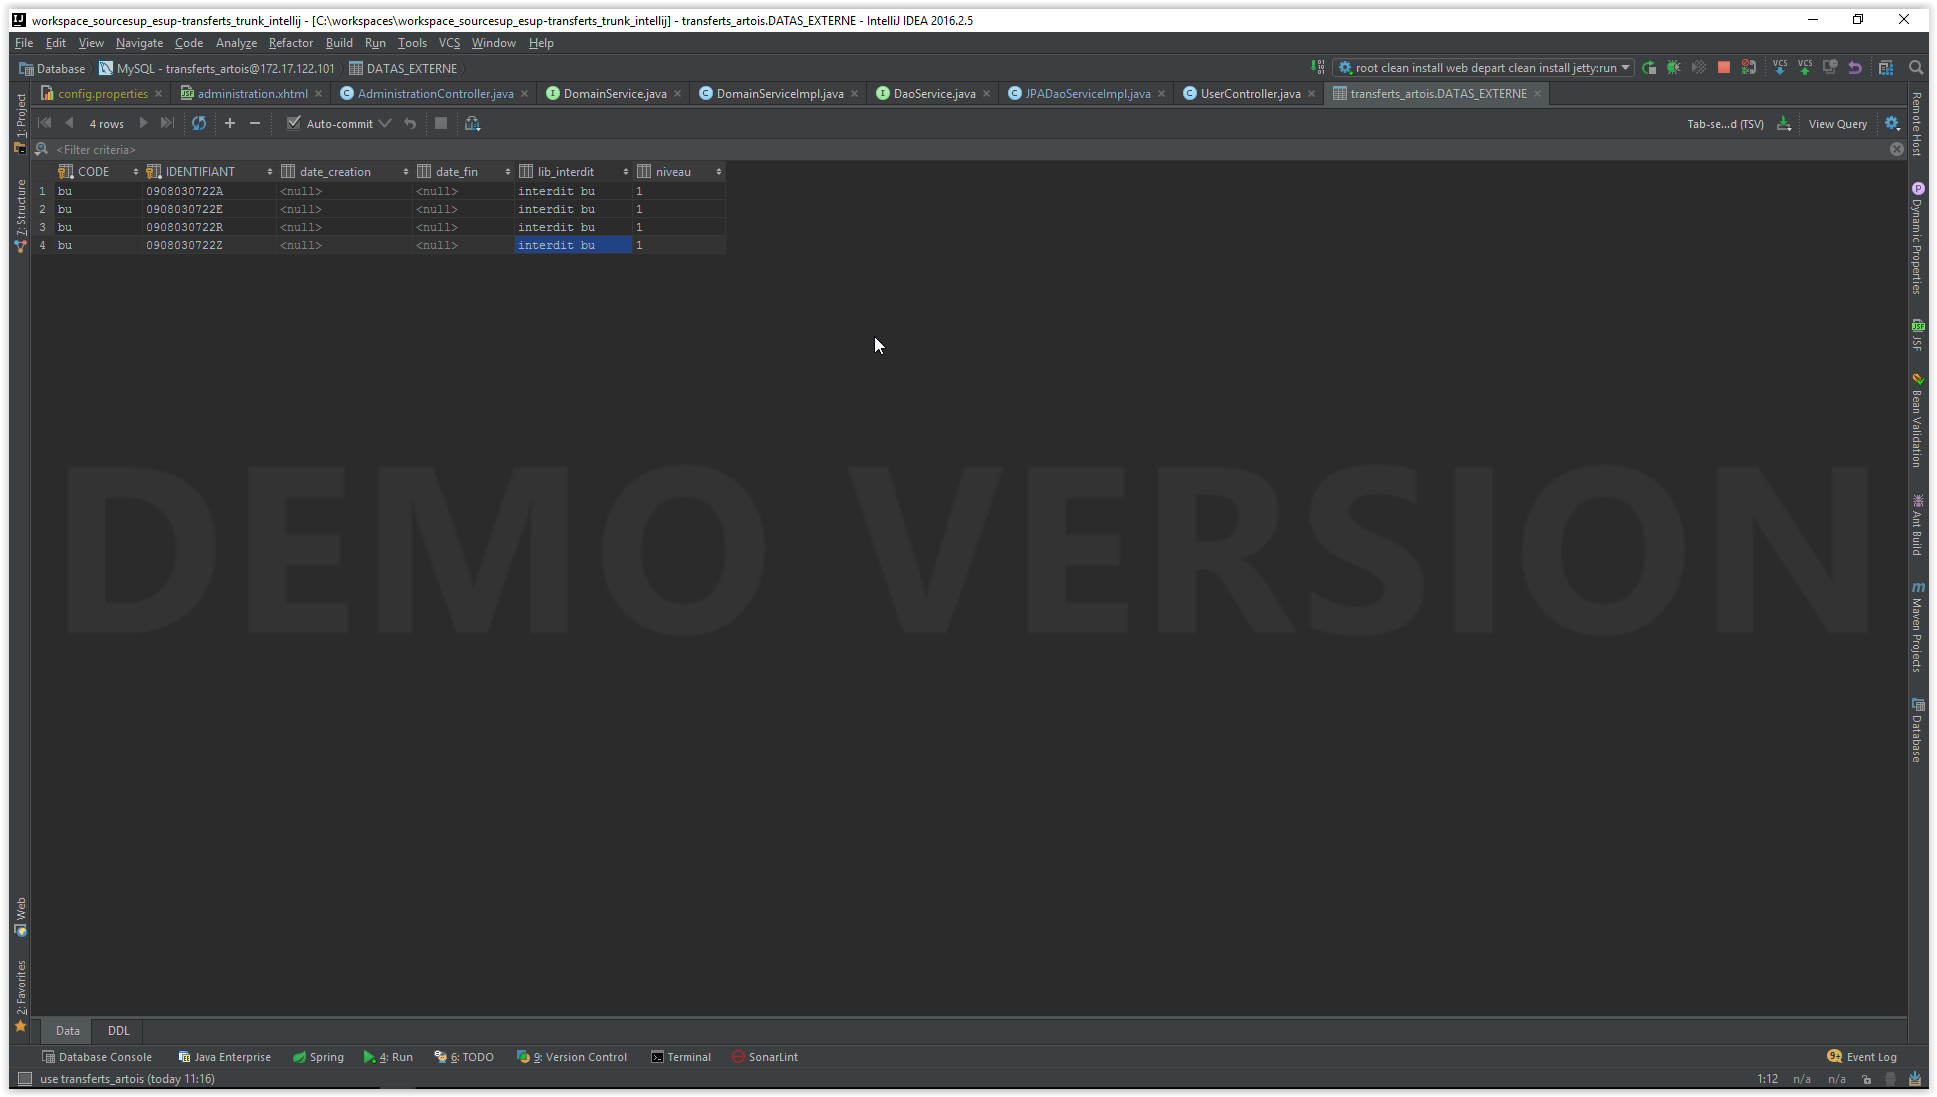 workspace_sourcesup_esup-transferts_trunk_intellij - [C:\workspaces\workspace_sourcesup_esup-transferts_trunk_intellij] - transferts_artois.DATAS_EXTERNE - IntelliJ IDEA 2016.2.5
File Edit View Navigate Code Analyze Refactor Build Run Tools VCS Window Help
Database MySQL - transferts_artois@172.17.122.101 DATAS_EXTERNE root clean install web depart clean install jetty:run VCS VCS
config.properties administration.xhtml AdministrationController.java DomainService.java DomainServiceImpl.java DaoService.java JPADaoServiceImpl.java UserController.java transferts_artois.DATAS_EXTERNE
4 rows Auto-commit Tab-se...d (TSV) View Query
<Filter criteria>
CODE IDENTIFIANT date_creation date_fin lib_interdit niveau
1 bu 0908030722A <null> <null> interdit bu 1
2 bu 0908030722E <null> <null> interdit bu 1
3 bu 0908030722R <null> <null> interdit bu 1
4 bu 0908030722Z <null> <null> interdit bu 1
DEMO VERSION
1: Project
7: Structure
Web
2: Favorites
Remote Host
Dynamic Properties
JSF
Bean Validation
Ant Build
Maven Projects
Database
Data DDL
Database Console Java Enterprise Spring 4: Run 6: TODO 9: Version Control Terminal SonarLint 9+ Event Log
use transferts_artois (today 11:16) 1:12 n/a n/a